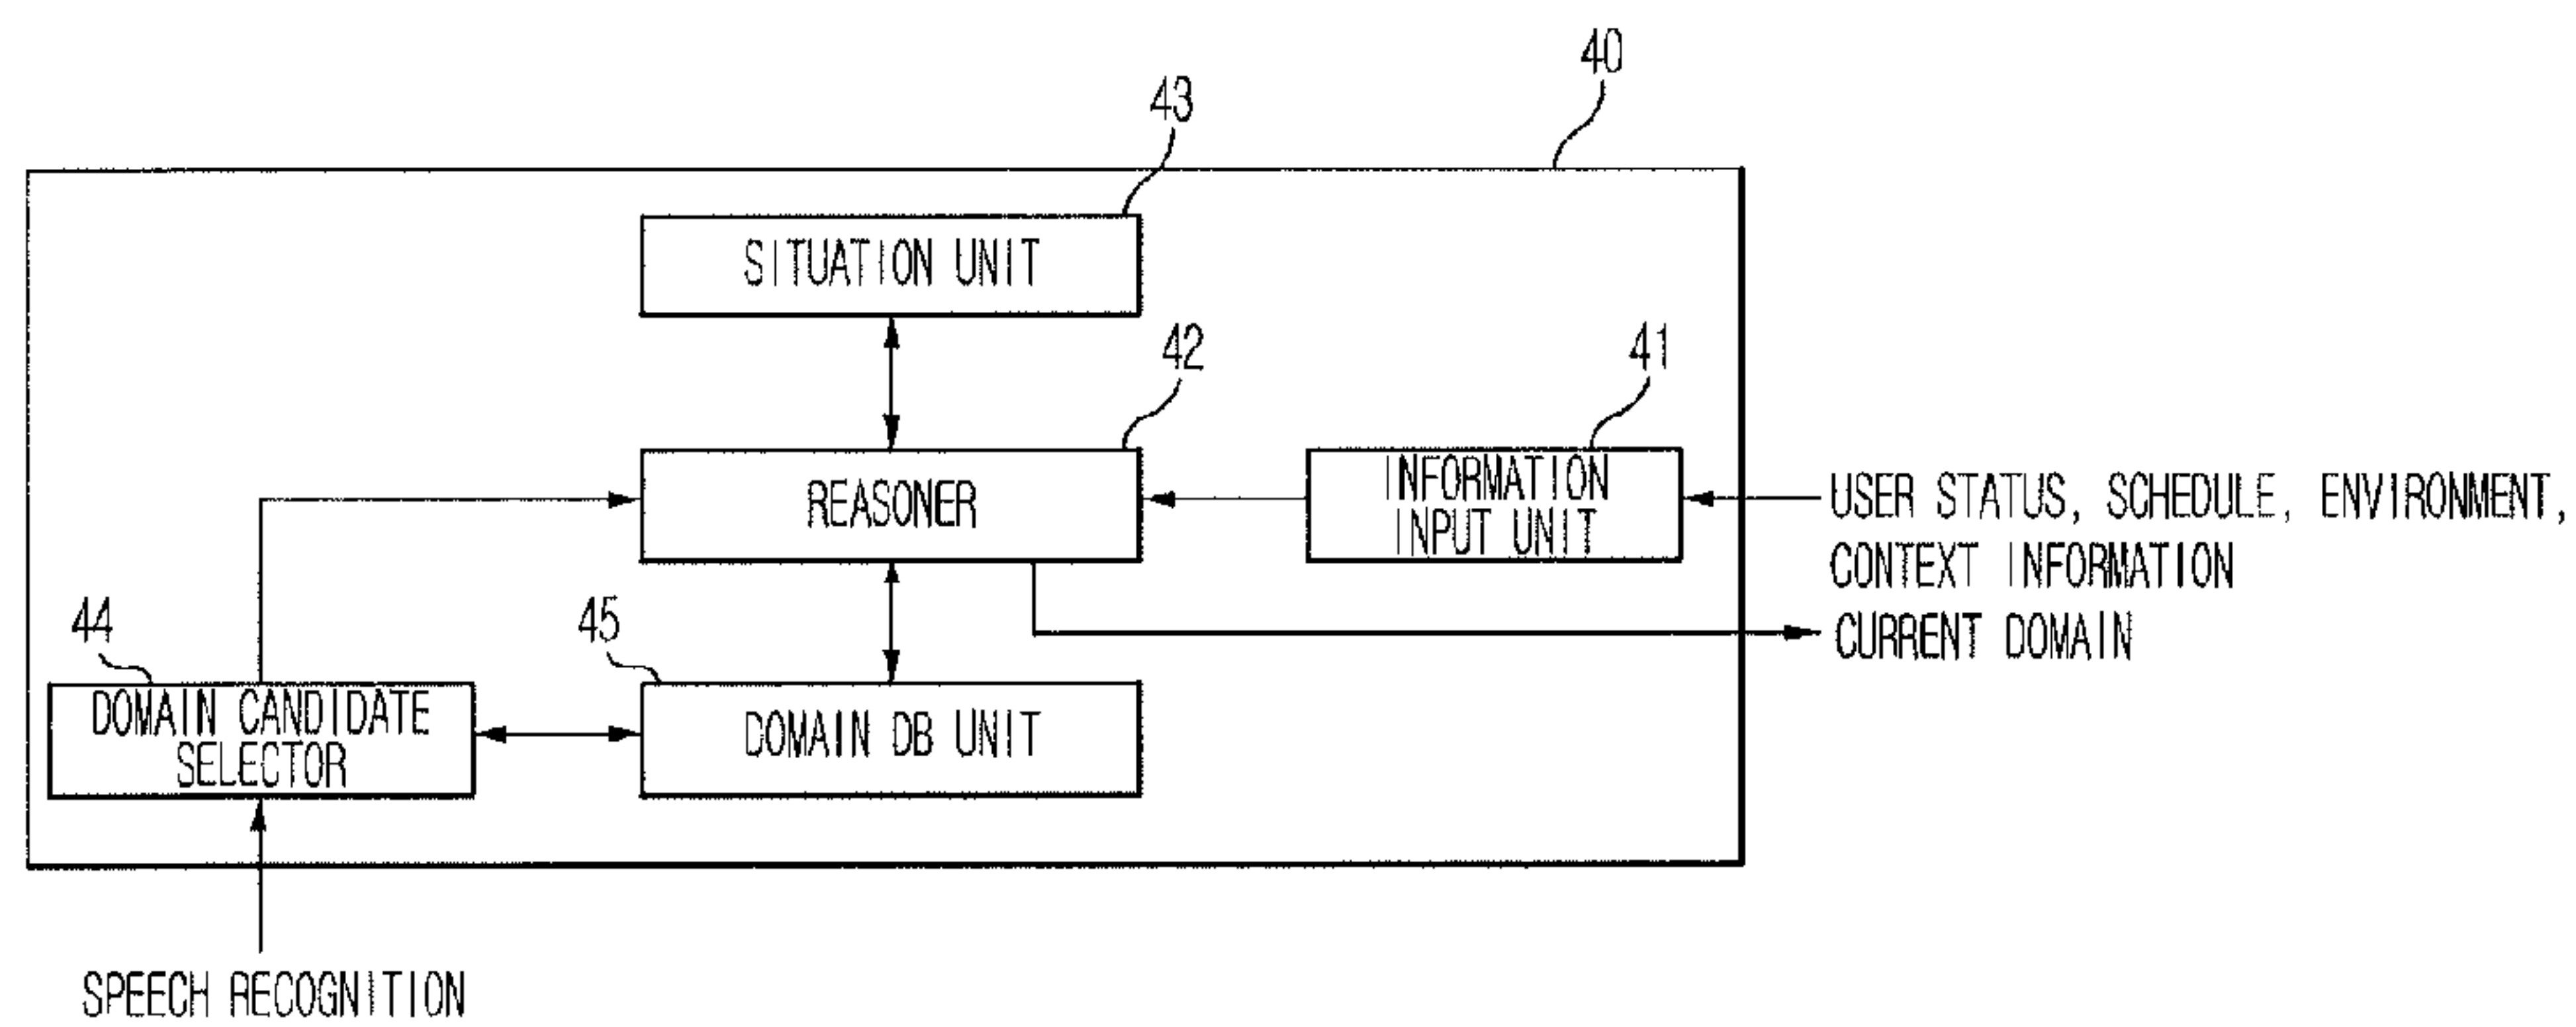 40
43
SITUATION UNIT
42
41
REASONER
INFORMATION
INPUT UNIT
USER STATUS, SCHEDULE, ENVIRONMENT,
CONTEXT INFORMATION
CURRENT DOMAIN
44
45
DOMAIN CANDIDATE
SELECTOR
DOMAIN DB UNIT
SPEECH RECOGNITION